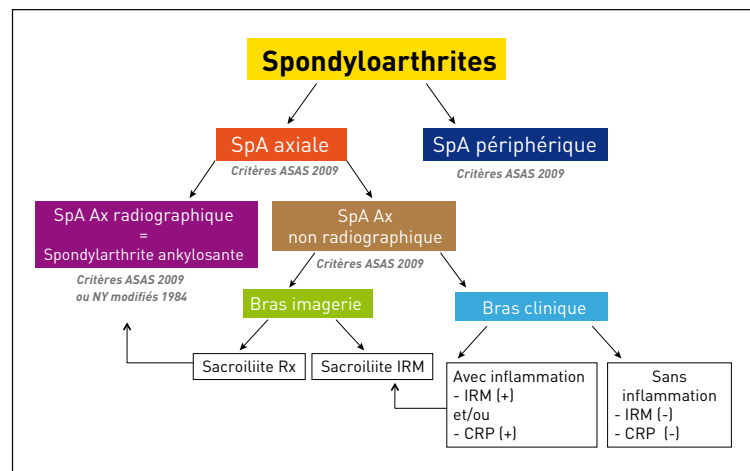 Spondyloarthrites
SpA axiale
SpA périphérique
Critères ASAS 2009
Critères ASAS 2009
SpA Ax radiographique
=
Spondylarthrite ankylosante
SpA Ax
non radiographique
Critères ASAS 2009
ou NY modifiés 1984
Critères ASAS 2009
Bras imagerie
Bras clinique
Sacroiliite Rx
Sacroiliite IRM
Avec inflammation
- IRM (+)
et/ou
- CRP (+)
Sans
inflammation
- IRM (-)
- CRP (-)